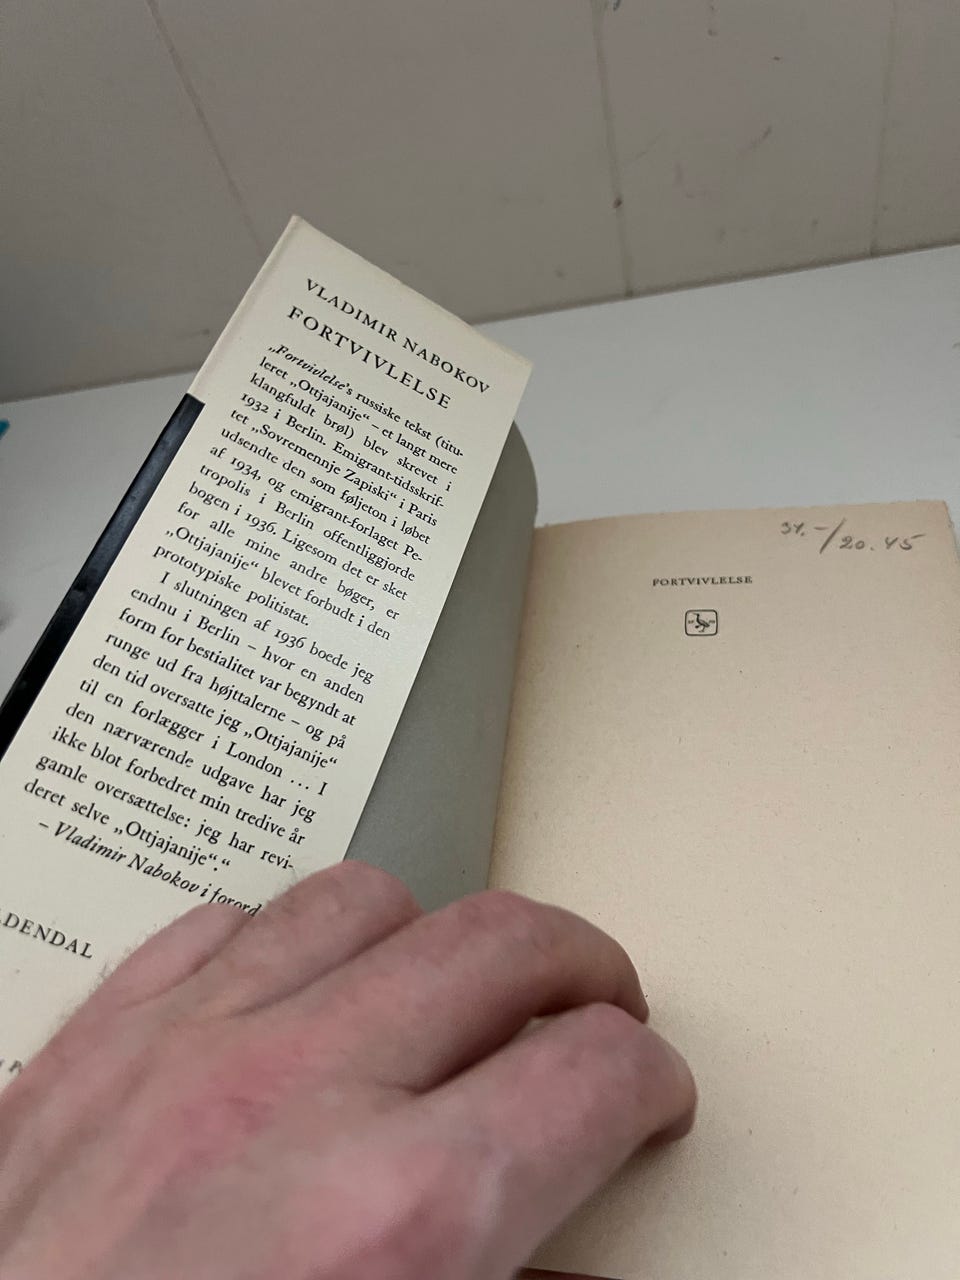 VLADIMIR NABOKOV
FORTVIVLELSE
„Fortvivlelse's russiske tekst (titu-
leret „Ottjajanije“ – et langt mere
klangfuldt brøl) blev skrevet i
1932 i Berlin. Emigrant-tidsskrif-
tet „Sovremennje Zapiski“ i Paris
udsendte den som føljeton i løbet
af 1934, og emigrant-forlaget Pe-
tropolis i Berlin offentliggjorde
bogen i 1936. Ligesom det er sket
for alle mine andre bøger, er
„Ottjajanije“ blevet forbudt i den
prototypiske politistat.
I slutningen af 1936 boede jeg
endnu i Berlin – hvor en anden
form for bestialitet var begyndt at
runge ud fra højttalerne – og på
den tid oversatte jeg „Ottjajanije“
til en forlægger i London ... I
den nærværende udgave har jeg
ikke blot forbedret min tredive år
gamle oversættelse: jeg har revi-
deret selve „Ottjajanije“.“
– Vladimir Nabokov i forord
DENDAL
34.-/20.45
FORTVIVLELSE